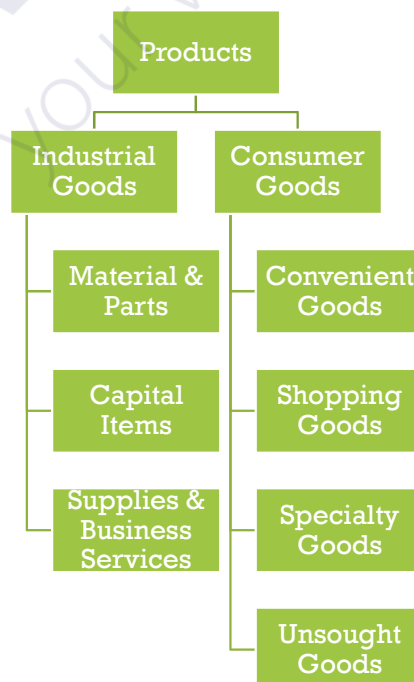 your
Products
Industrial
Goods
Consumer
Goods
Material &
Parts
Convenient
Goods
Capital
Items
Shopping
Goods
Supplies &
Business
Services
Specialty
Goods
Unsought
Goods